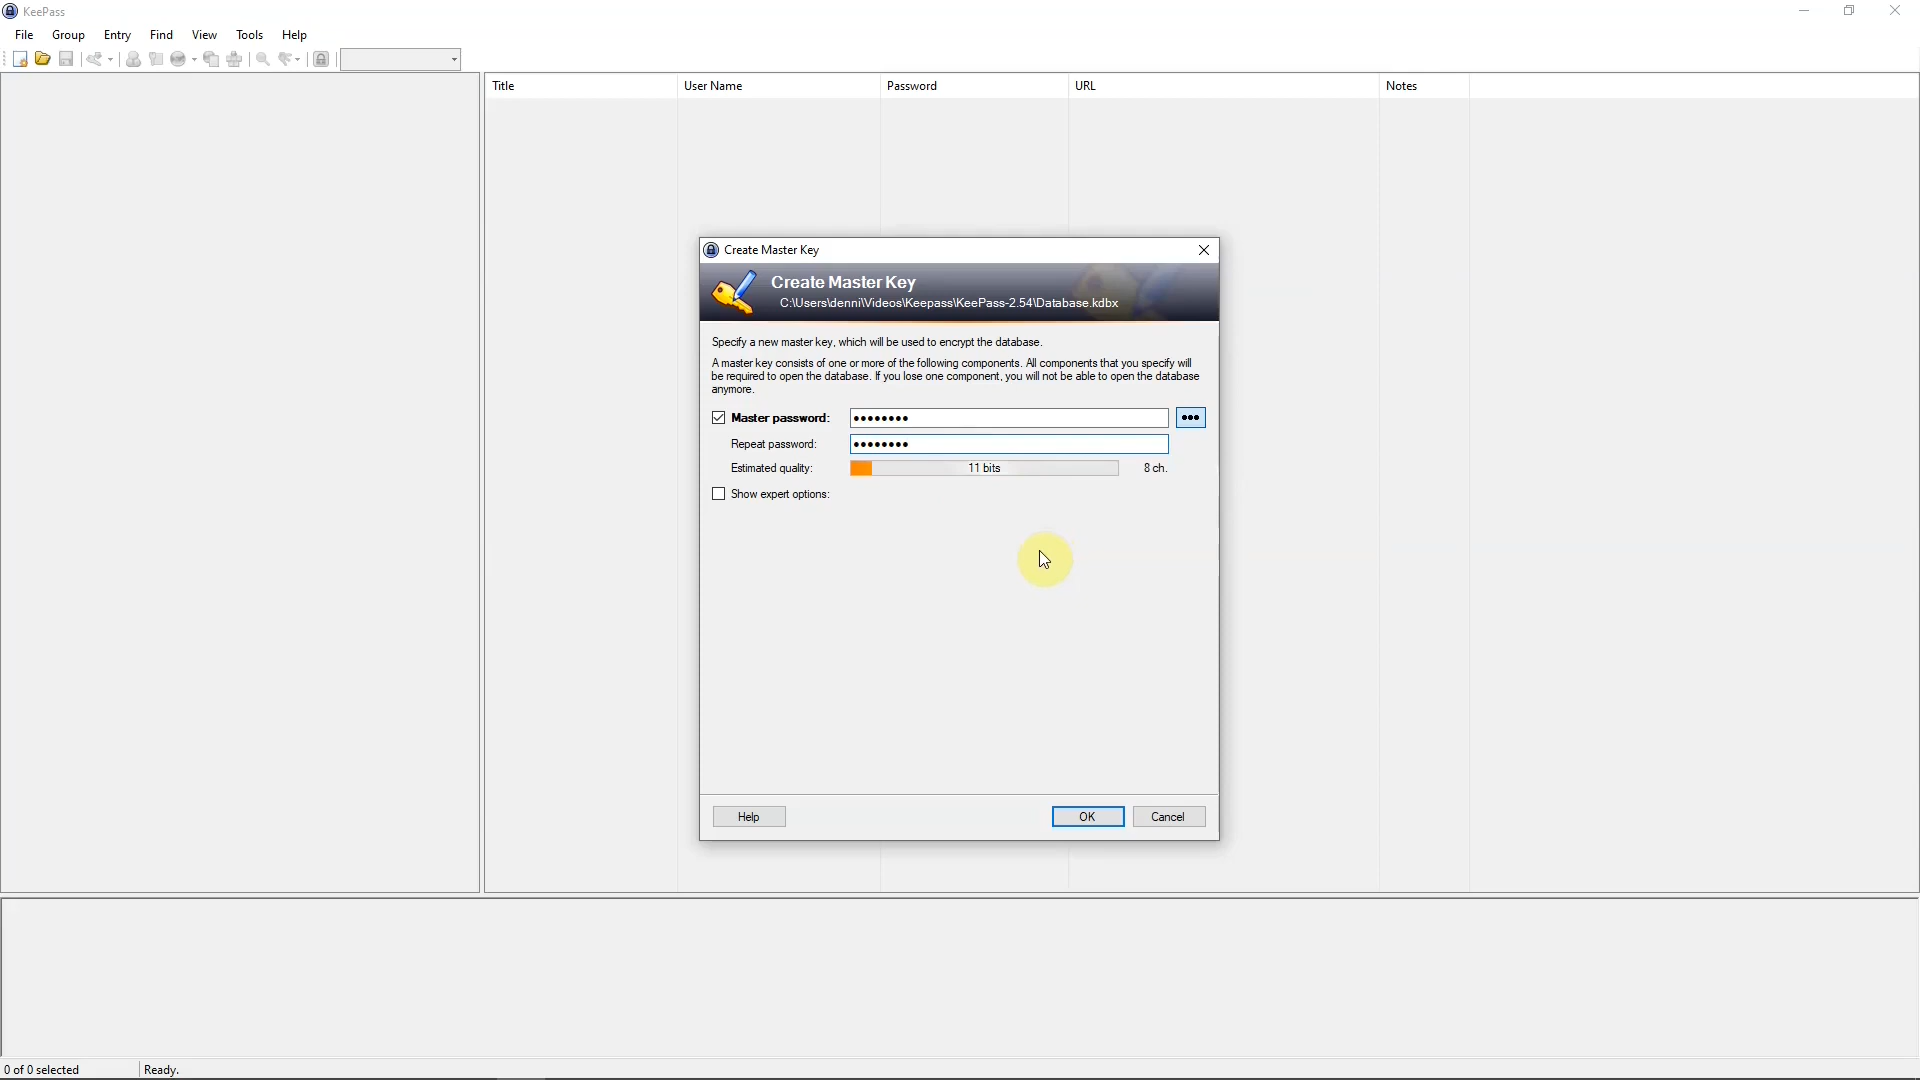 KeePass
File Group Entry Find View Tools Help
Title User Name Password URL Notes
Create Master Key
Create Master Key
C:\Users\denni\Videos\Keepass\KeePass-2.54\Database.kdbx
Specify a new master key, which will be used to encrypt the database.
A master key consists of one or more of the following components. All components that you specify will
be required to open the database. If you lose one component, you will not be able to open the database
anymore.
Master password: ●●●●●●●● •••
Repeat password: ●●●●●●●●
Estimated quality: 11 bits 8 ch.
Show expert options:
Help OK Cancel
0 of 0 selected Ready.